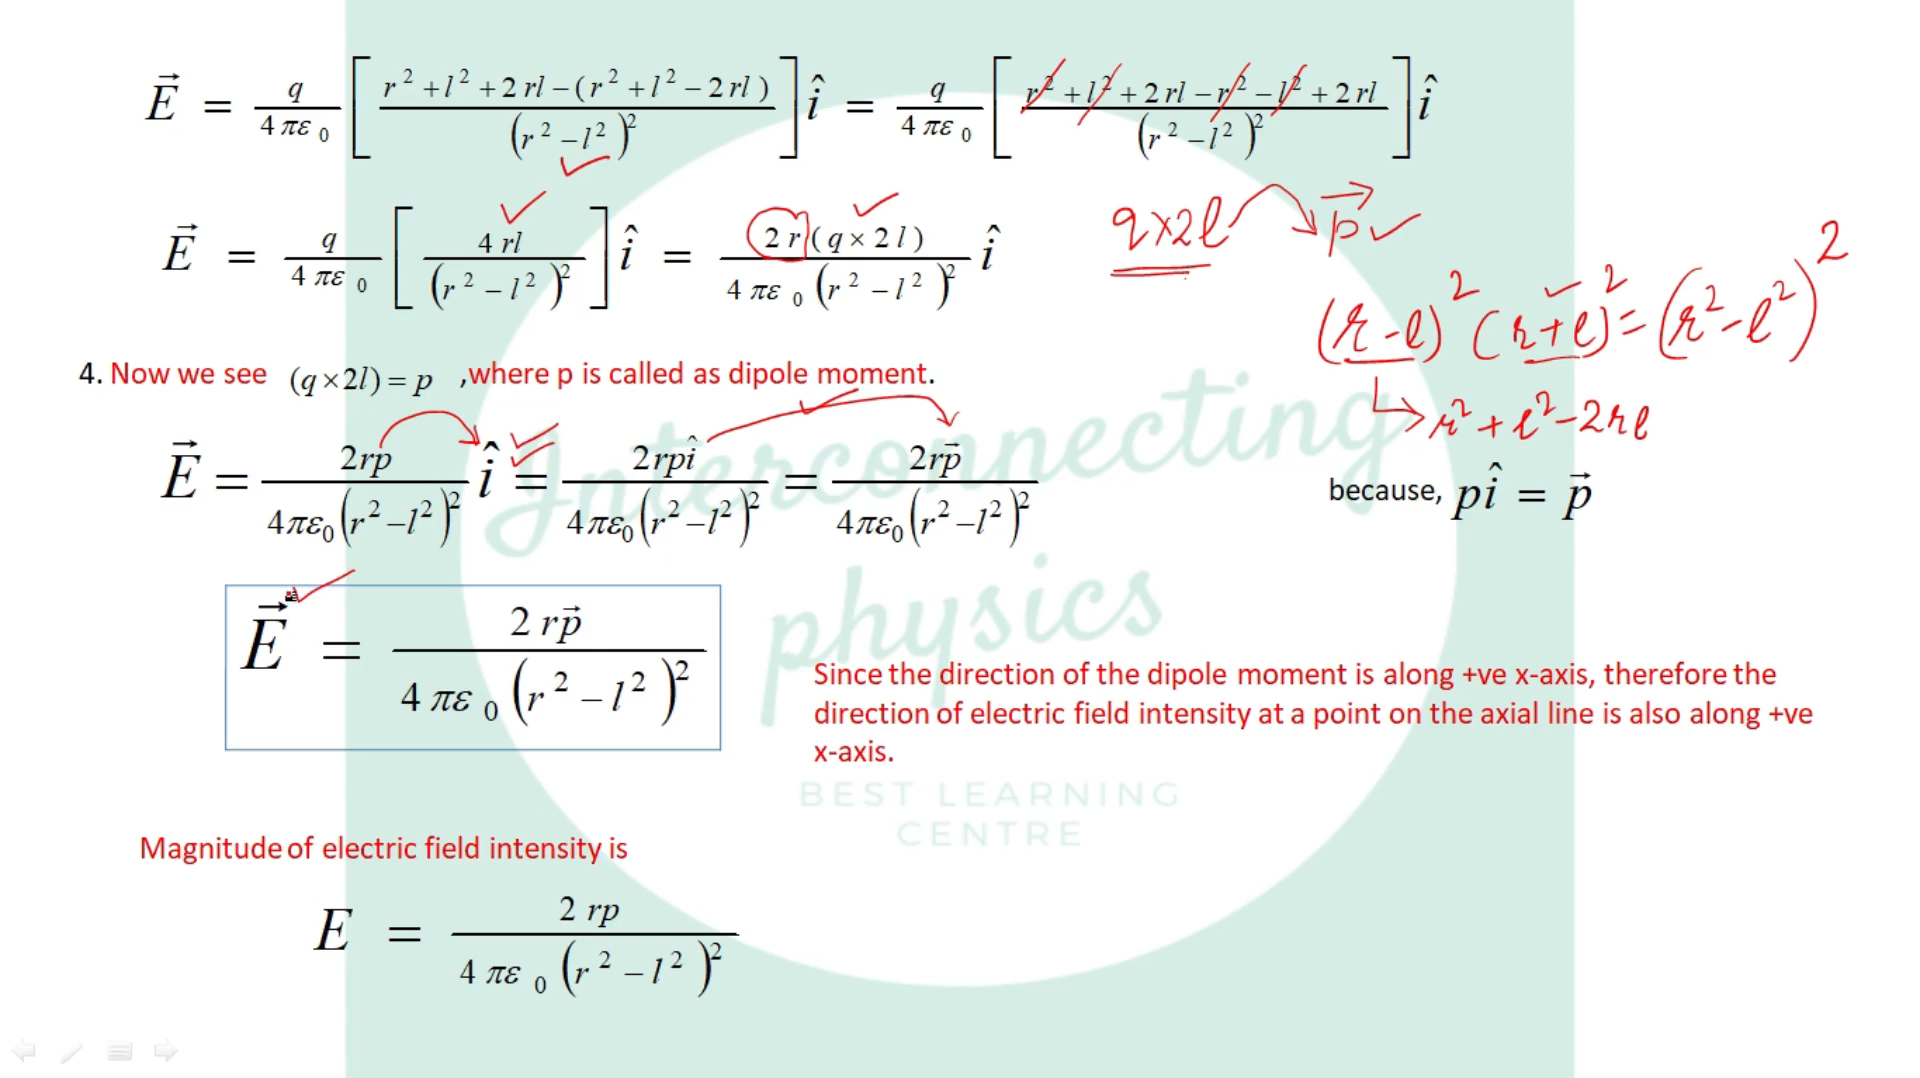 E⃗ = q/4πε₀ [ (r² + l² + 2rl − (r² + l² − 2rl)) / (r² − l²)² ] î = q/4πε₀ [ (r² + l² + 2rl − r² − l² + 2rl) / (r² − l²)² ] î
E⃗ = q/4πε₀ [ 4rl / (r² − l²)² ] î = 2r(q × 2l) / 4πε₀(r² − l²)² î
q×2l p⃗
(r−l)² (r+l)² = (r²−l²)²
r² + l² − 2rl
4. Now we see (q×2l) = p ,where p is called as dipole moment.
E⃗ = 2rp / 4πε₀(r² − l²)² î = 2rpî / 4πε₀(r² − l²)² = 2rp⃗ / 4πε₀(r² − l²)²
because, pî = p⃗
E⃗ = 2rp⃗ / 4πε₀(r² − l²)²
Since the direction of the dipole moment is along +ve x-axis, therefore the
direction of electric field intensity at a point on the axial line is also along +ve
x-axis.
Magnitude of electric field intensity is
E = 2rp / 4πε₀(r² − l²)²
Interconnecting
physics
BEST LEARNING
CENTRE